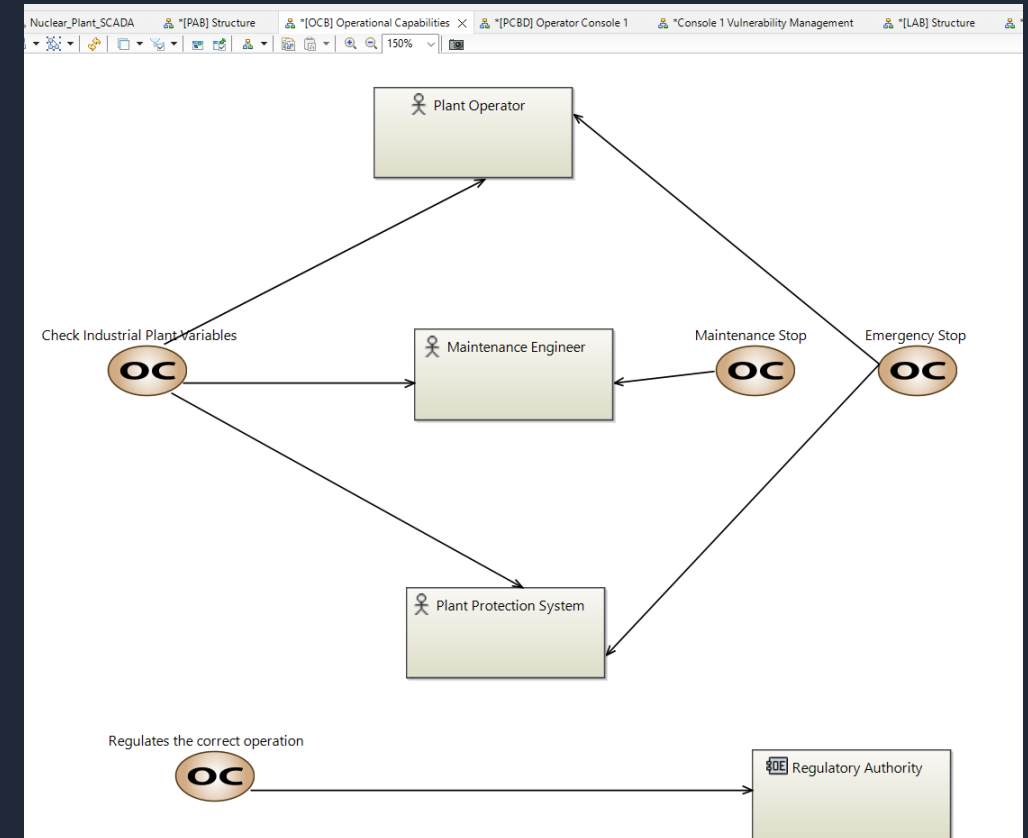 Nuclear_Plant_SCADA
*[PAB] Structure
*[OCB] Operational Capabilities
*[PCBD] Operator Console 1
*Console 1 Vulnerability Management
*[LAB] Structure
*
150%
Plant Operator
Check Industrial Plant Variables
OC
Maintenance Engineer
Maintenance Stop
OC
Emergency Stop
OC
Plant Protection System
Regulates the correct operation
OC
OE
Regulatory Authority